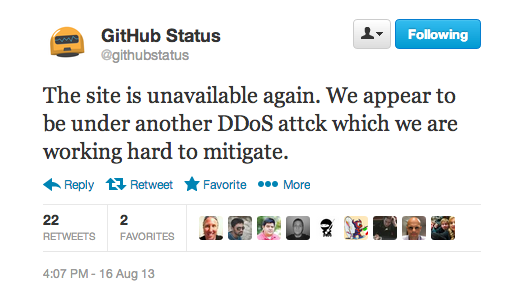 GitHub Status
@githubstatus
Following
The site is unavailable again. We appear to
be under another DDoS attck which we are
working hard to mitigate.
Reply Retweet Favorite More
22 2
RETWEETS FAVORITES
4:07 PM - 16 Aug 13